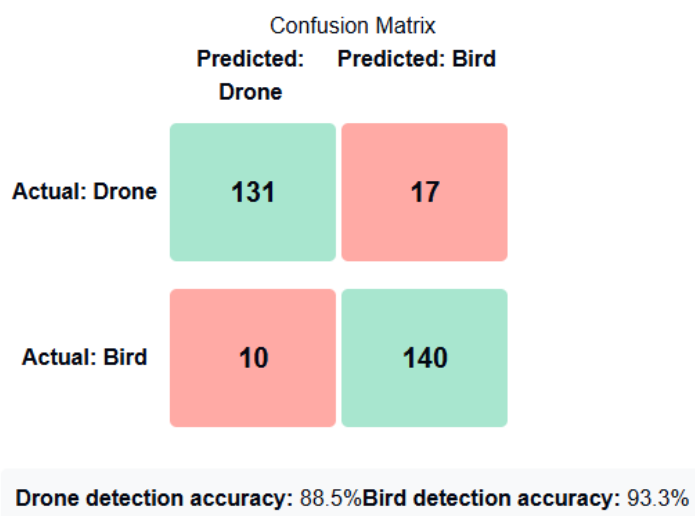 Confusion Matrix
Predicted: Predicted: Bird
Drone
Actual: Drone 131 17
Actual: Bird 10 140
Drone detection accuracy: 88.5%Bird detection accuracy: 93.3%